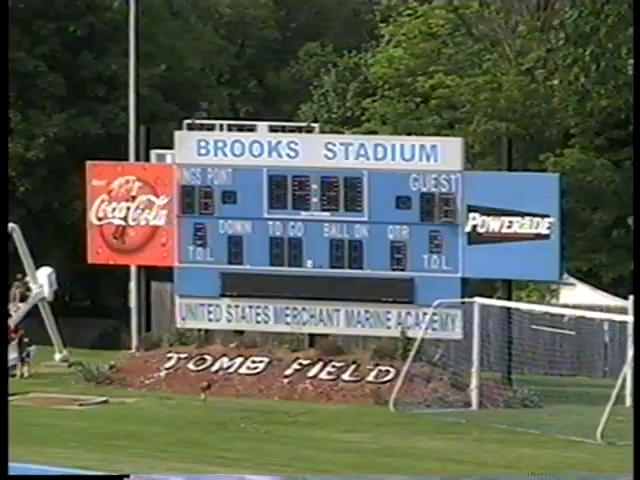 BROOKS STADIUM
NGS POINT
GUEST
Coca-Cola
POWERADE
DOWN TO GO BALL ON QTR
T.O.L. T.O.L.
UNITED STATES MERCHANT MARINE ACADEMY
TOMB FIELD